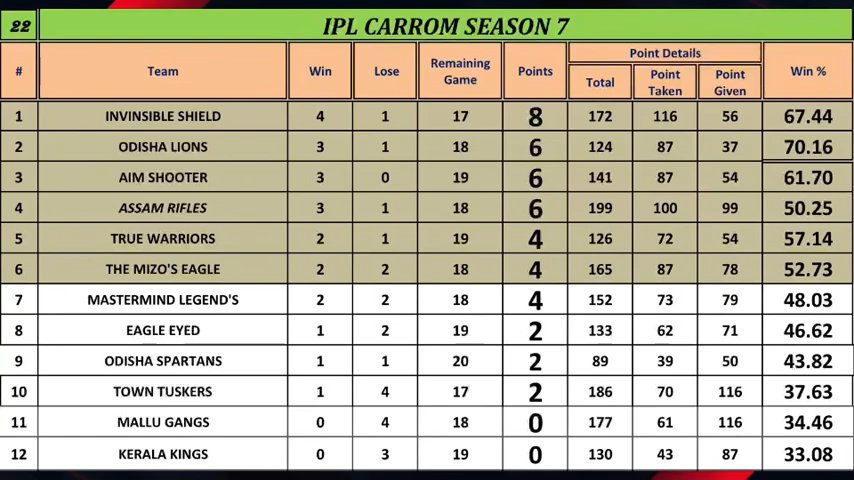 22 IPL CARROM SEASON 7
# Team Win Lose Remaining Game Points Point Details Win %
Total Point Taken Point Given
1 INVINSIBLE SHIELD 4 1 17 8 172 116 56 67.44
2 ODISHA LIONS 3 1 18 6 124 87 37 70.16
3 AIM SHOOTER 3 0 19 6 141 87 54 61.70
4 ASSAM RIFLES 3 1 18 6 199 100 99 50.25
5 TRUE WARRIORS 2 1 19 4 126 72 54 57.14
6 THE MIZO'S EAGLE 2 2 18 4 165 87 78 52.73
7 MASTERMIND LEGEND'S 2 2 18 4 152 73 79 48.03
8 EAGLE EYED 1 2 19 2 133 62 71 46.62
9 ODISHA SPARTANS 1 1 20 2 89 39 50 43.82
10 TOWN TUSKERS 1 4 17 2 186 70 116 37.63
11 MALLU GANGS 0 4 18 0 177 61 116 34.46
12 KERALA KINGS 0 3 19 0 130 43 87 33.08